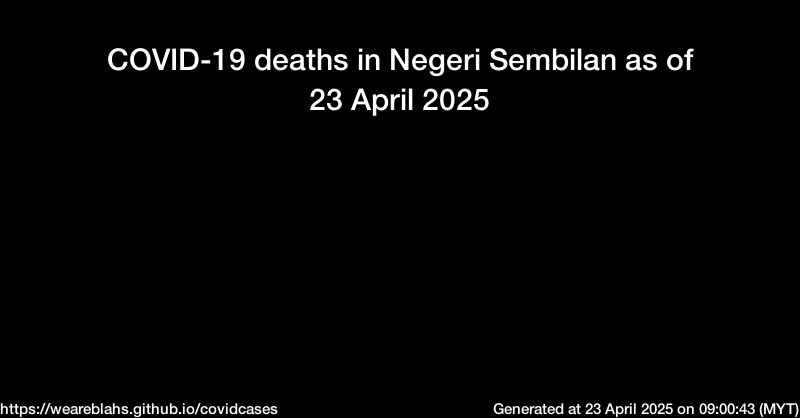 COVID-19 deaths in Negeri Sembilan as of
23 April 2025
https://weareblahs.github.io/covidcases
Generated at 23 April 2025 on 09:00:43 (MYT)